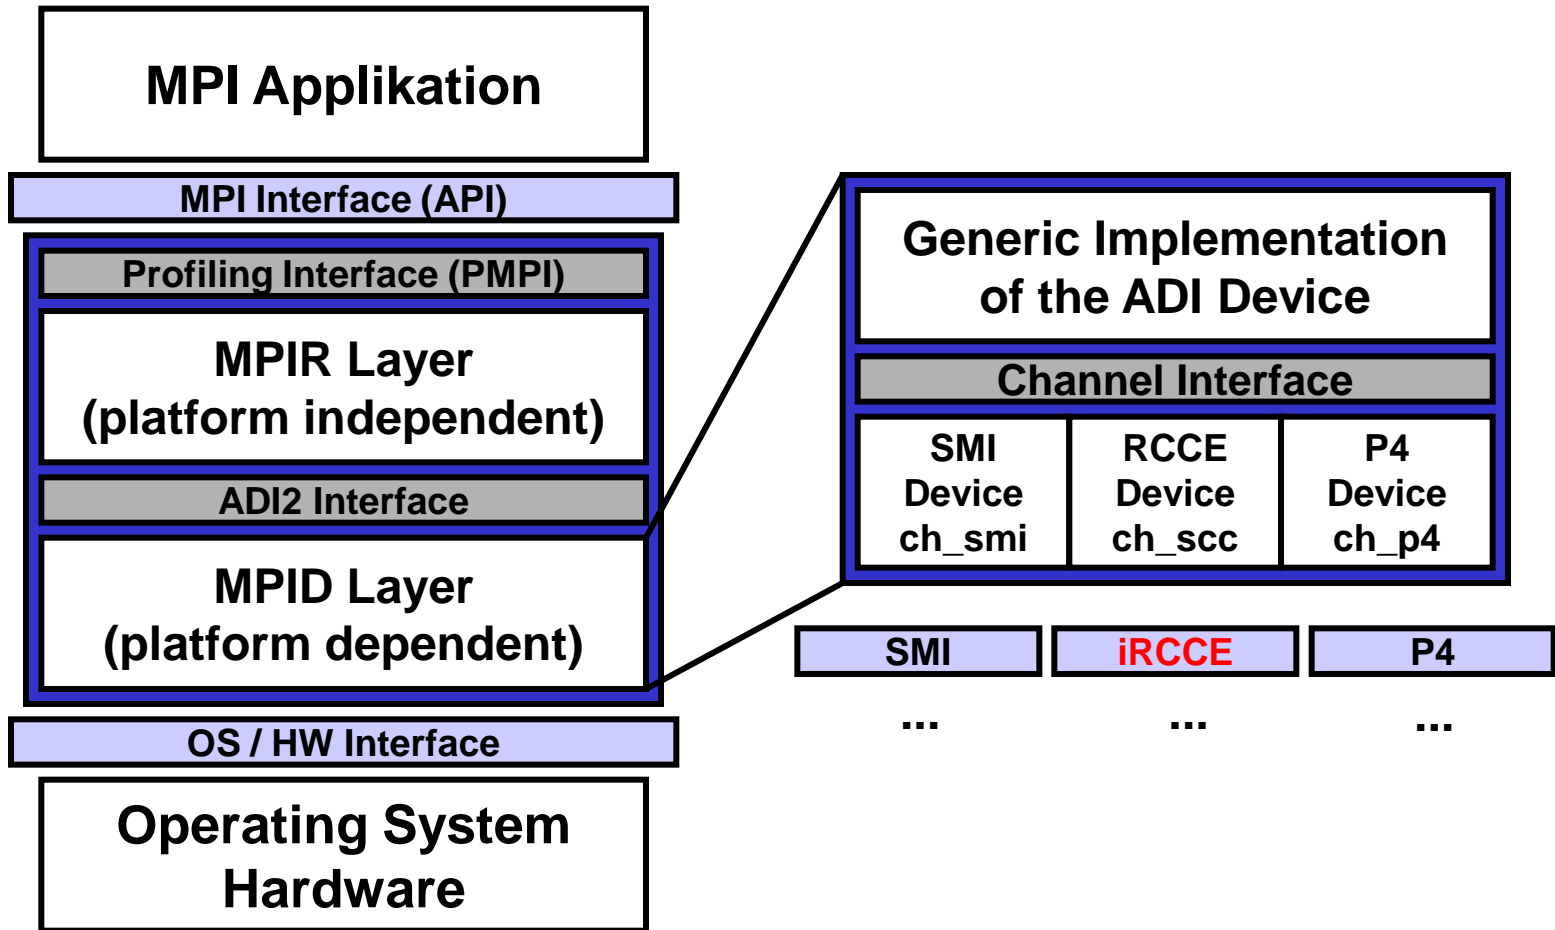 MPI Applikation
MPI Interface (API)
Profiling Interface (PMPI)
MPIR Layer
(platform independent)
ADI2 Interface
MPID Layer
(platform dependent)
OS / HW Interface
Operating System
Hardware
Generic Implementation
of the ADI Device
Channel Interface
SMI
Device
ch_smi
RCCE
Device
ch_scc
P4
Device
ch_p4
SMI
iRCCE
P4
...
...
...